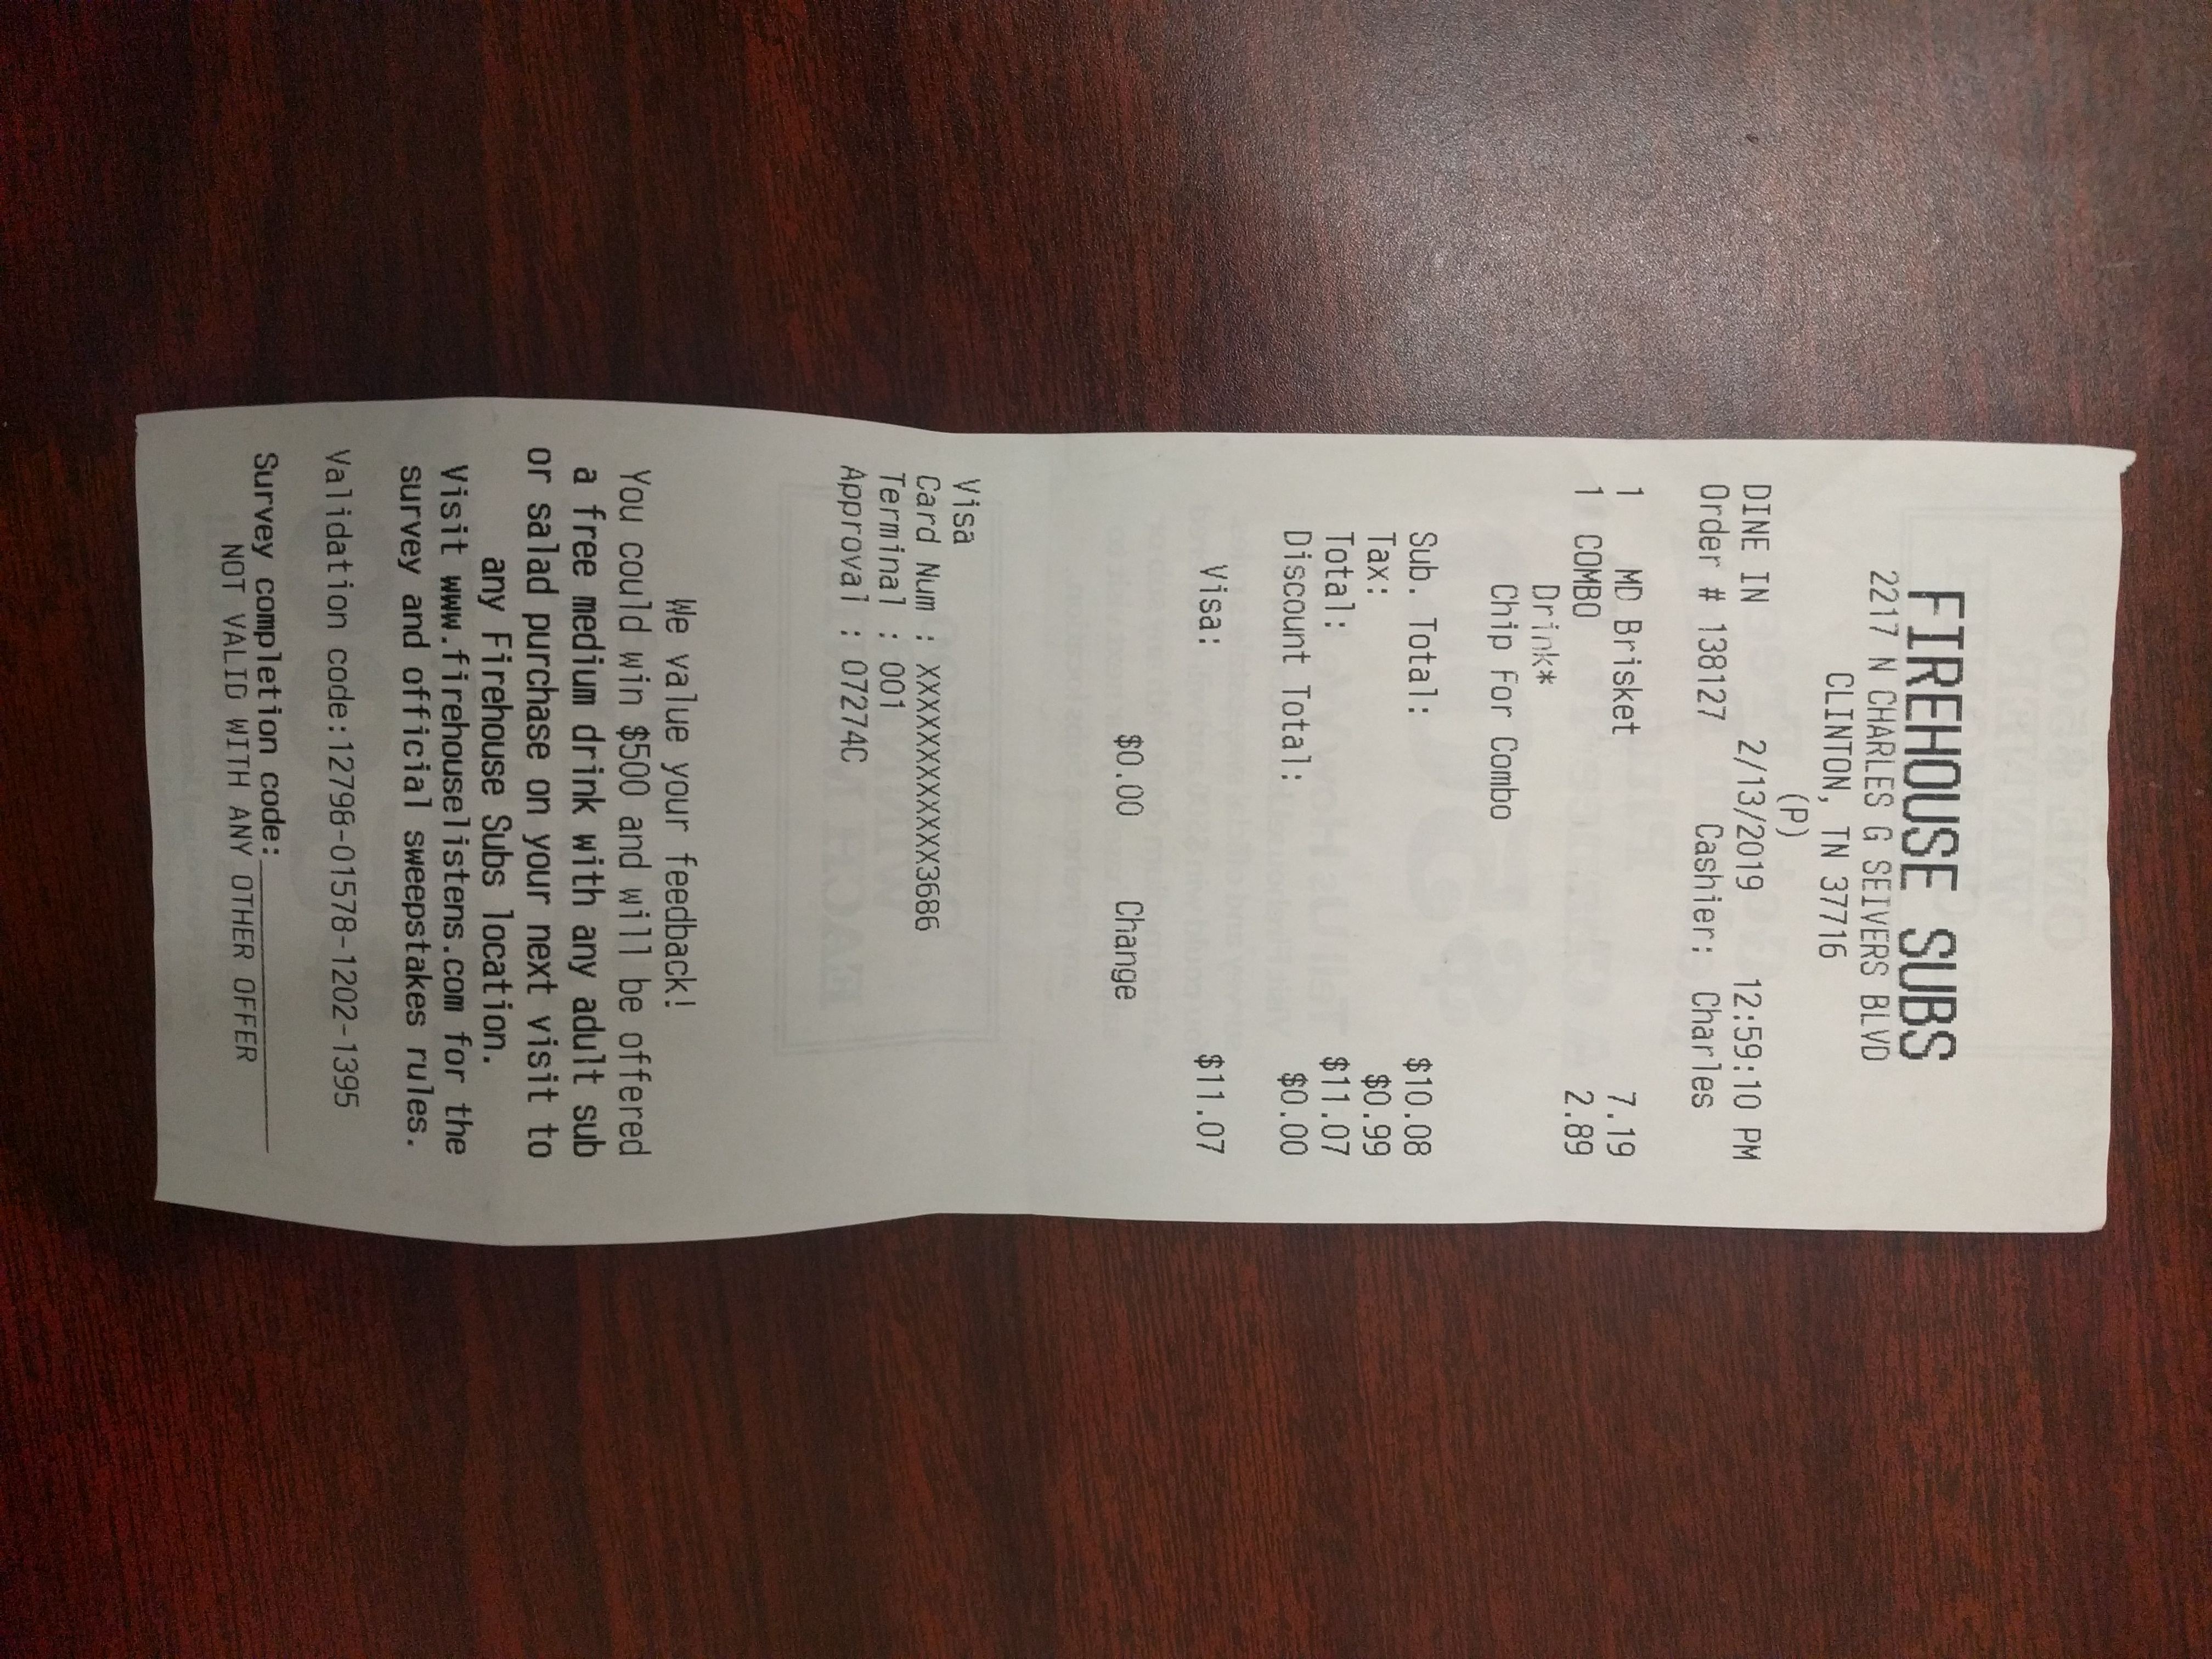 FIREHOUSE SUBS
2217 N CHARLES G SEIVERS BLVD
CLINTON, TN 37716
(P)
DINE IN 2/13/2019 12:59:10 PM
Order # 138127 Cashier: Charles
1 MD Brisket 7.19
1 COMBO 2.89
Drink*
Chip For Combo
Sub. Total: $10.08
Tax: $0.99
Total: $11.07
Discount Total: $0.00
Visa: $11.07
$0.00 Change
Visa
Card Num : XXXXXXXXXXXX3686
Terminal : 001
Approval : 07274C
We value your feedback!
You could win $500 and will be offered
a free medium drink with any adult sub
or salad purchase on your next visit to
any Firehouse Subs location.
Visit www.firehouselistens.com for the
survey and official sweepstakes rules.
Validation code:12798-01578-1202-1395
Survey completion code:
NOT VALID WITH ANY OTHER OFFER